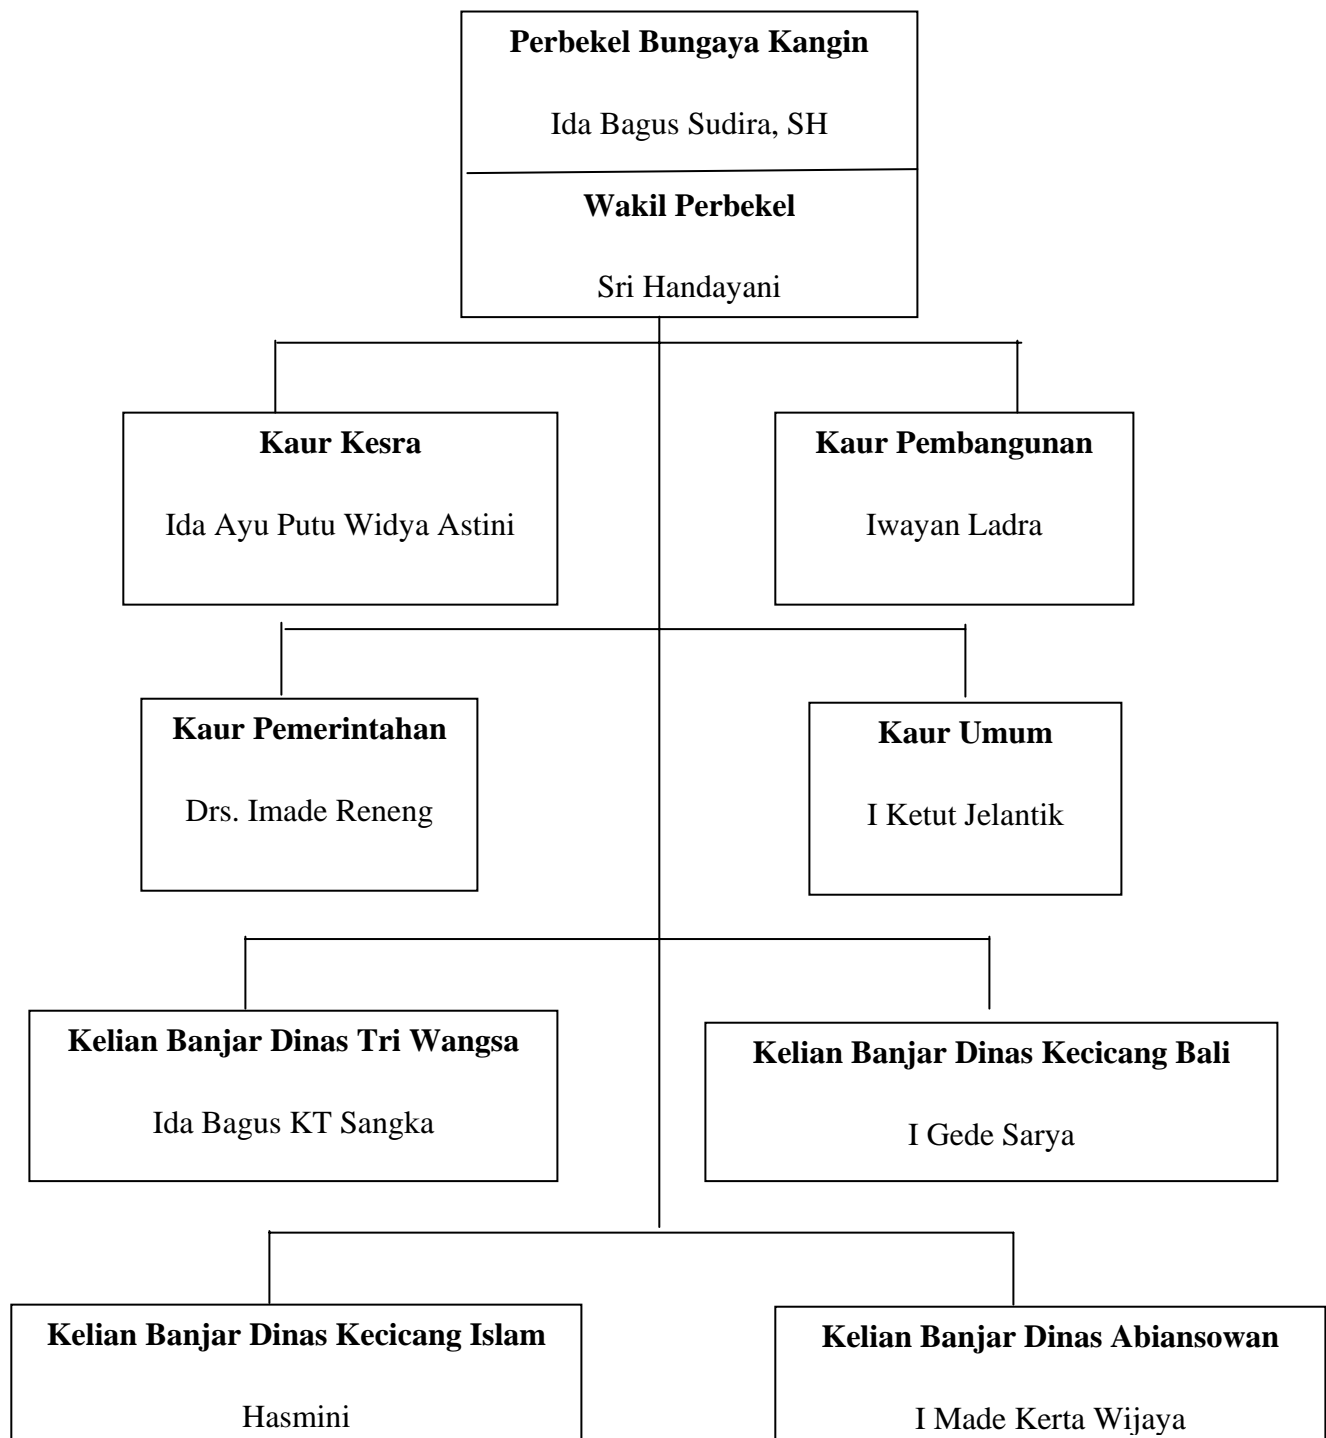 Perbekel Bungaya Kangin
Ida Bagus Sudira, SH
Wakil Perbekel
Sri Handayani
Kaur Kesra
Ida Ayu Putu Widya Astini
Kaur Pembangunan
Iwayan Ladra
Kaur Pemerintahan
Drs. Imade Reneng
Kaur Umum
I Ketut Jelantik
Kelian Banjar Dinas Tri Wangsa
Ida Bagus KT Sangka
Kelian Banjar Dinas Kecicang Bali
I Gede Sarya
Kelian Banjar Dinas Kecicang Islam
Hasmini
Kelian Banjar Dinas Abiansowan
I Made Kerta Wijaya